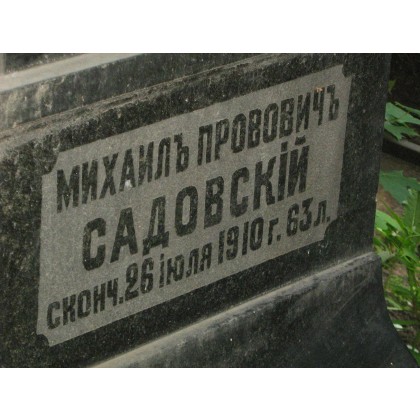 МИХАИЛЪ ПРОВОВИЧЪ
САДОВСКІЙ
СКОНЧ. 26 ІЮЛЯ 1910 Г. 63 Л.